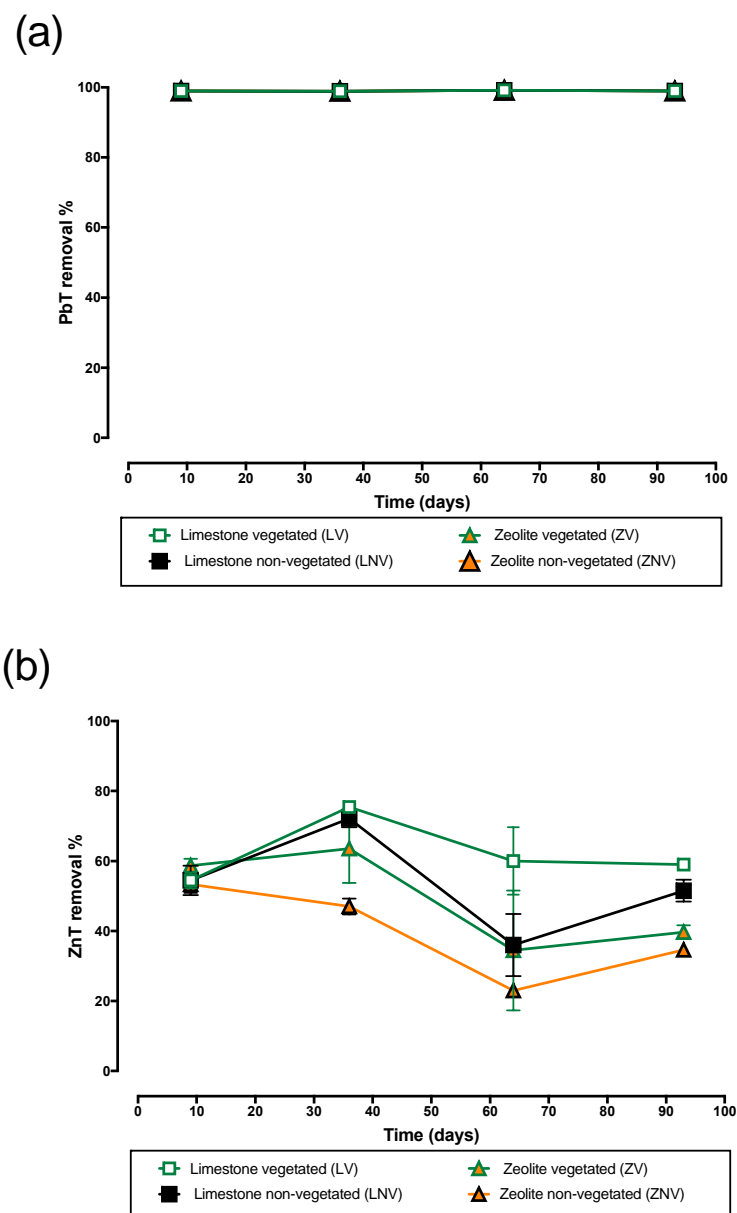 (a)
PbT removal %
100
80
60
40
20
0
0 10 20 30 40 50 60 70 80 90 100
Time (days)
Limestone vegetated (LV) Zeolite vegetated (ZV)
Limestone non-vegetated (LNV) Zeolite non-vegetated (ZNV)
(b)
ZnT removal %
100
80
60
40
20
0
0 10 20 30 40 50 60 70 80 90 100
Time (days)
Limestone vegetated (LV) Zeolite vegetated (ZV)
Limestone non-vegetated (LNV) Zeolite non-vegetated (ZNV)